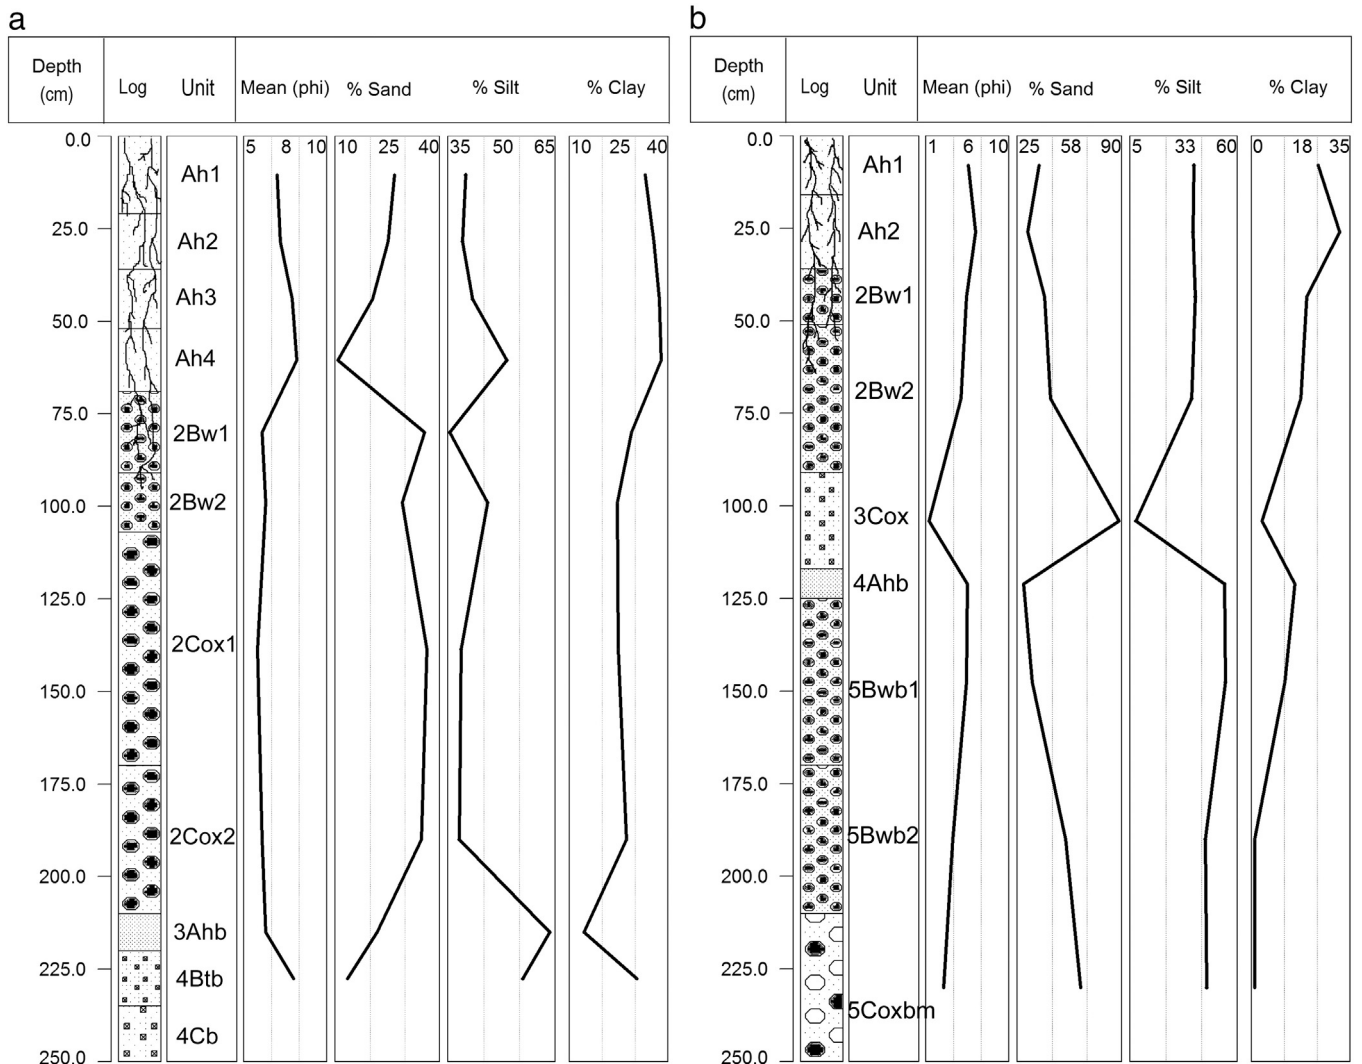 a
Depth (cm) Log Unit Mean (phi) % Sand % Silt % Clay
0.0 5 8 10 10 25 40 35 45 65 10 25 40
Ah1
25.0 Ah2
Ah3
50.0
Ah4
75.0
2Bw1
100.0 2Bw2
125.0
2Cox1
150.0
175.0
2Cox2
200.0
3Ahb
225.0 4Btb
4Cb
250.0
b
Depth (cm) Log Unit Mean (phi) % Sand % Silt % Clay
0.0 1 6 10 25 58 90 5 33 60 0 18 35
Ah1
25.0 Ah2
2Bw1
50.0
2Bw2
75.0
100.0 3Cox
4Ahb
125.0
150.0 5Bwb1
175.0
5Bwb2
200.0
225.0
5Coxbm
250.0